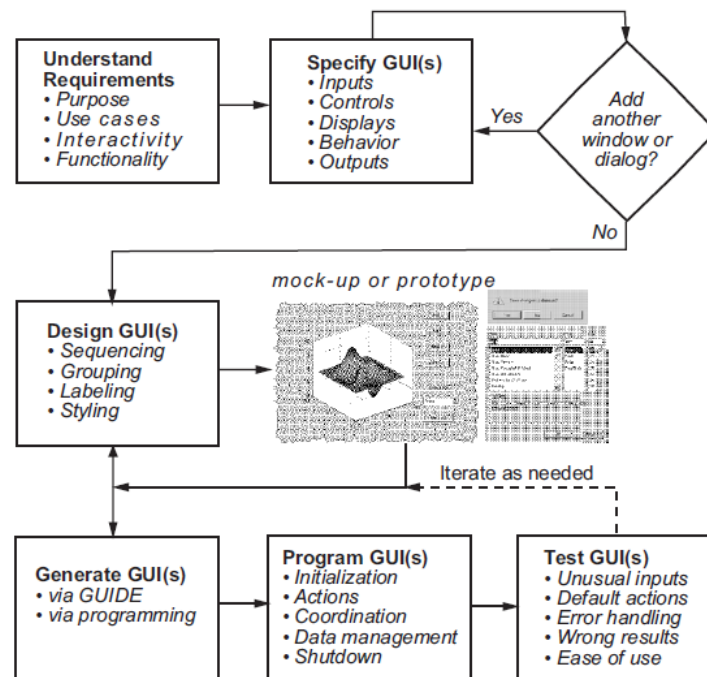 Understand
Requirements
• Purpose
• Use cases
• Interactivity
• Functionality
Specify GUI(s)
• Inputs
• Controls
• Displays
• Behavior
• Outputs
Add
another
window or
dialog?
Yes
No
mock-up or prototype
Design GUI(s)
• Sequencing
• Grouping
• Labeling
• Styling
Iterate as needed
Generate GUI(s)
• via GUIDE
• via programming
Program GUI(s)
• Initialization
• Actions
• Coordination
• Data management
• Shutdown
Test GUI(s)
• Unusual inputs
• Default actions
• Error handling
• Wrong results
• Ease of use